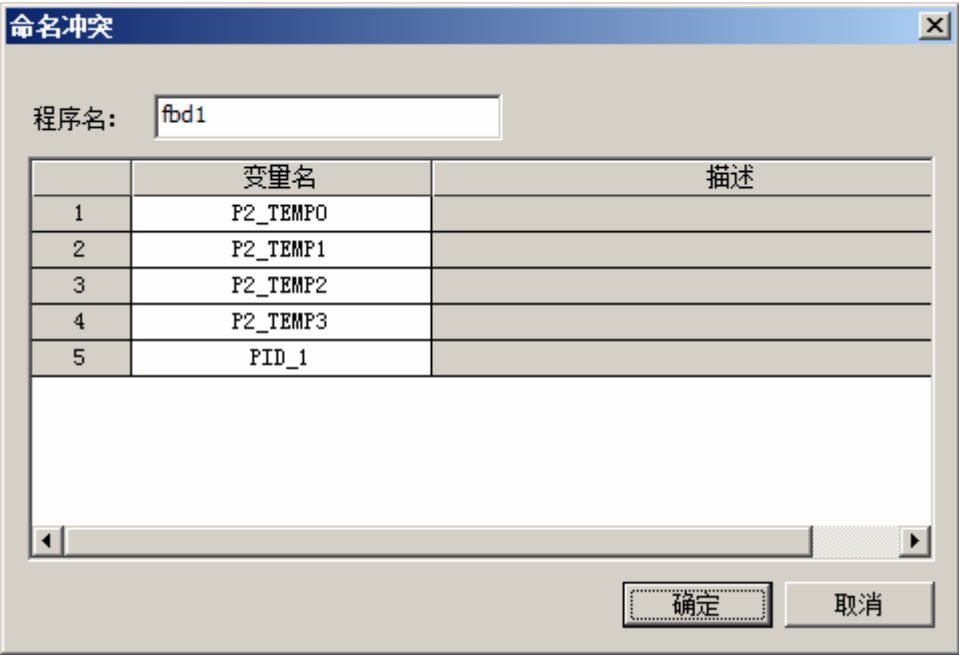 命名冲突
程序名: fbd1
变量名 描述
1 P2_TEMP0
2 P2_TEMP1
3 P2_TEMP2
4 P2_TEMP3
5 PID_1
确定 取消